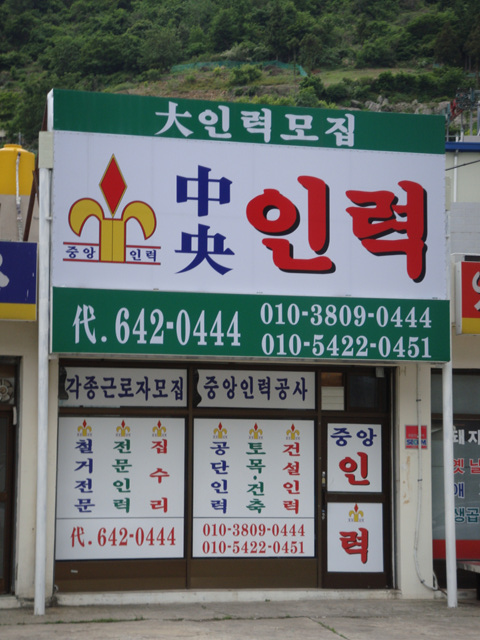 大인력모집
중앙 인력
中央 인력
代. 642-0444
010-3809-0444
010-5422-0451
각종근로자모집
중앙인력공사
철거전문
전문인력
집수리
代. 642-0444
공단인력
토목·건축
건설인력
010-3809-0444
010-5422-0451
중앙
인
력